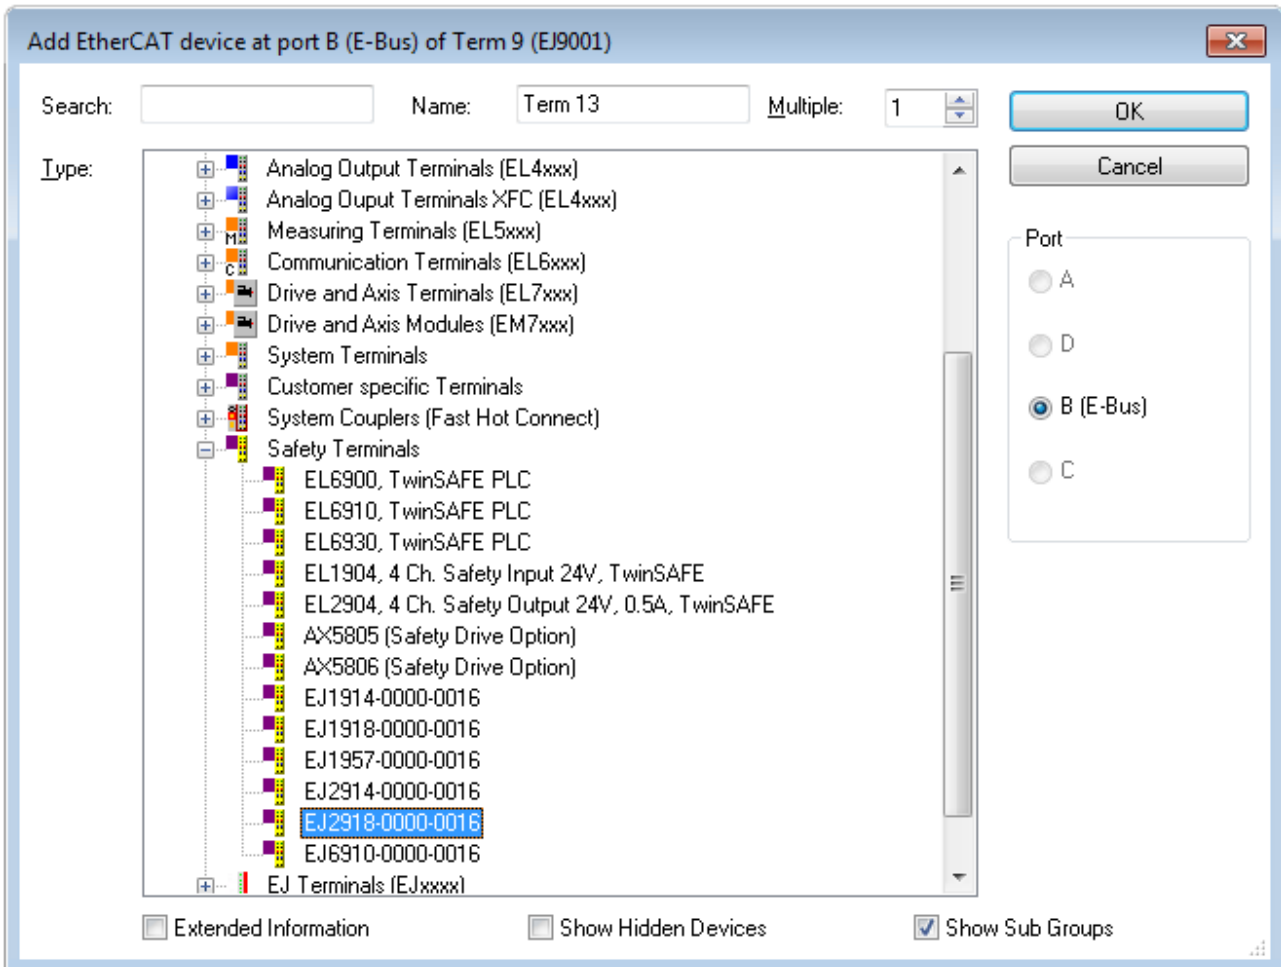 Add EtherCAT device at port B (E-Bus) of Term 9 (EJ9001)
Search:
Name:
Term 13
Multiple:
1
OK
Cancel
Type:
Analog Output Terminals (EL4xxx)
Analog Ouput Terminals XFC (EL4xxx)
M
Measuring Terminals (EL5xxx)
C
Communication Terminals (EL6xxx)
Drive and Axis Terminals (EL7xxx)
Drive and Axis Modules (EM7xxx)
System Terminals
Customer specific Terminals
System Couplers (Fast Hot Connect)
Safety Terminals
EL6900, TwinSAFE PLC
EL6910, TwinSAFE PLC
EL6930, TwinSAFE PLC
EL1904, 4 Ch. Safety Input 24V, TwinSAFE
EL2904, 4 Ch. Safety Output 24V, 0.5A, TwinSAFE
AX5805 (Safety Drive Option)
AX5806 (Safety Drive Option)
EJ1914-0000-0016
EJ1918-0000-0016
EJ1957-0000-0016
EJ2914-0000-0016
EJ2918-0000-0016
EJ6910-0000-0016
EJ Terminals (EJxxxx)
Port
A
D
B (E-Bus)
C
Extended Information
Show Hidden Devices
Show Sub Groups